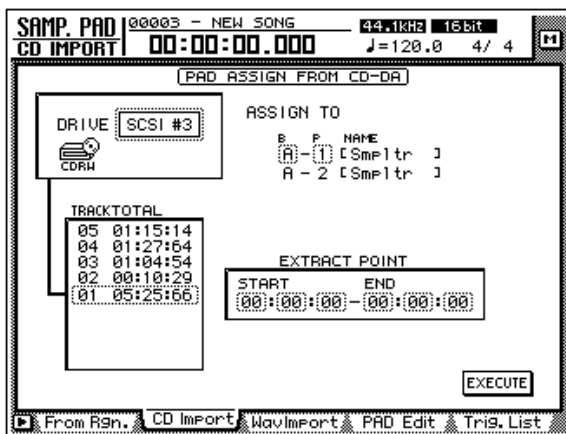 SAMP. PAD 00003 - NEW SONG 44.1kHz 16bit
CD IMPORT 00:00:00.000 ♩=120.0 4/ 4 M
PAD ASSIGN FROM CD-DA
DRIVE SCSI #3
CDRW
ASSIGN TO
B P NAME
A-1 [Smpltr ]
A-2 [Smpltr ]
TRACKTOTAL
05 01:15:14
04 01:27:64
03 01:04:54
02 00:10:29
01 05:25:66
EXTRACT POINT
START END
00:00:00-00:00:00
EXECUTE
From Rgn. CD Import WavImport PAD Edit Trig. List